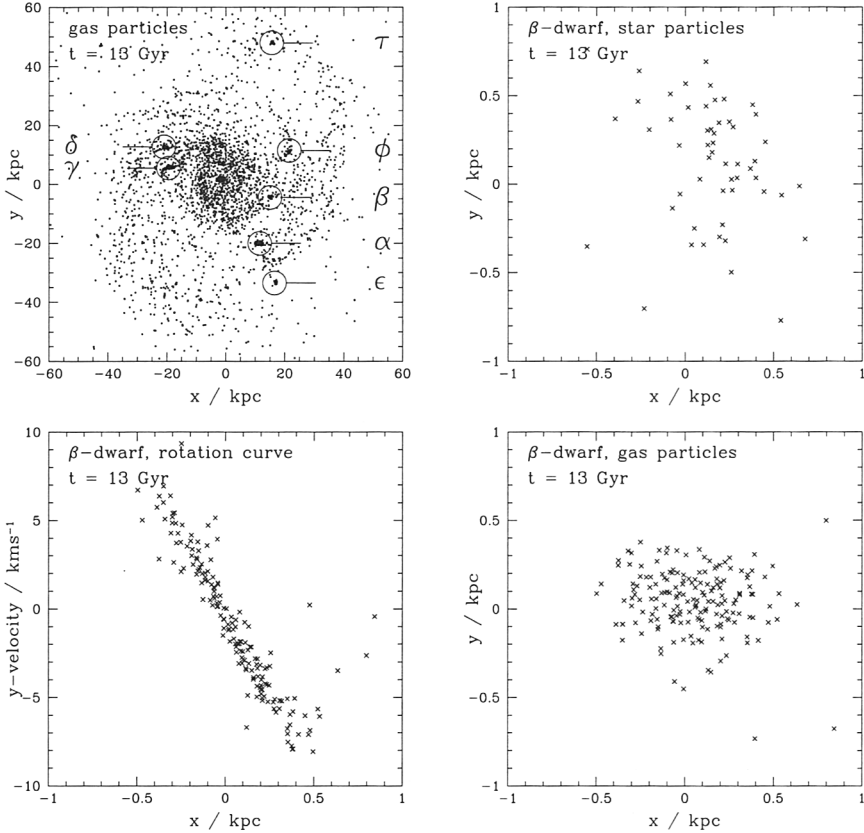 gas particles
t = 13 Gyr
τ
δ
γ
φ
β
α
ε
60
40
20
0
−20
−40
−60
y / kpc
−60 −40 −20 0 20 40 60
x / kpc
β−dwarf, star particles
t = 13 Gyr
1
0.5
0
−0.5
−1
y / kpc
−1 −0.5 0 0.5 1
x / kpc
β−dwarf, rotation curve
t = 13 Gyr
10
5
0
−5
−10
y−velocity / kms⁻¹
−1 −0.5 0 0.5 1
x / kpc
β−dwarf, gas particles
t = 13 Gyr
1
0.5
0
−0.5
−1
y / kpc
−1 −0.5 0 0.5 1
x / kpc